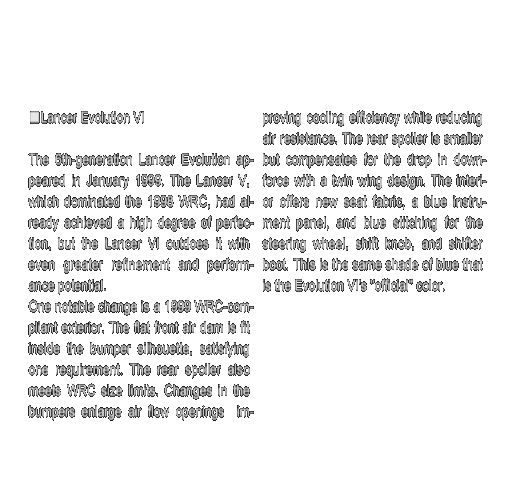 ■Lancer Evolution VI
The 6th-generation Lancer Evolution ap-
peared in January 1999. The Lancer V,
which dominated the 1998 WRC, had al-
ready achieved a high degree of perfec-
tion, but the Lancer VI outdoes it with
even greater refinement and perform-
ance potential.
One notable change is a 1999 WRC-com-
pliant exterior. The flat front air dam is fit
inside the bumper silhouette, satisfying
one requirement. The rear spoiler also
meets WRC size limits. Changes in the
bumpers enlarge air flow openings im-
proving cooling efficiency while reducing
air resistance. The rear spoiler is smaller
but compensates for the drop in down-
force with a twin wing design. The interi-
or offers new seat fabric, a blue instru-
ment panel, and blue stitching for the
steering wheel, shift knob, and shifter
boot. This is the same shade of blue that
is the Evolution VI's "official" color.